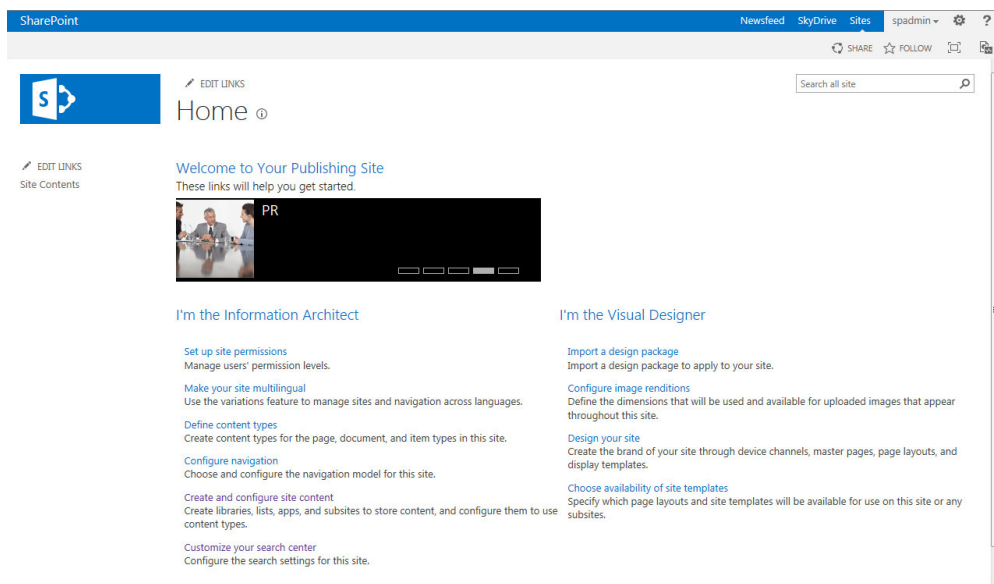 SharePoint
Newsfeed SkyDrive Sites spadmin ?
SHARE FOLLOW
S
EDIT LINKS
Search all site
Home
EDIT LINKS
Site Contents
Welcome to Your Publishing Site
These links will help you get started.
PR
I'm the Information Architect
Set up site permissions
Manage users' permission levels.
Make your site multilingual
Use the variations feature to manage sites and navigation across languages.
Define content types
Create content types for the page, document, and item types in this site.
Configure navigation
Choose and configure the navigation model for this site.
Create and configure site content
Create libraries, lists, apps, and subsites to store content, and configure them to use
content types.
Customize your search center
Configure the search settings for this site.
I'm the Visual Designer
Import a design package
Import a design package to apply to your site.
Configure image renditions
Define the dimensions that will be used and available for uploaded images that appear
throughout this site.
Design your site
Create the brand of your site through device channels, master pages, page layouts, and
display templates.
Choose availability of site templates
Specify which page layouts and site templates will be available for use on this site or any
subsites.